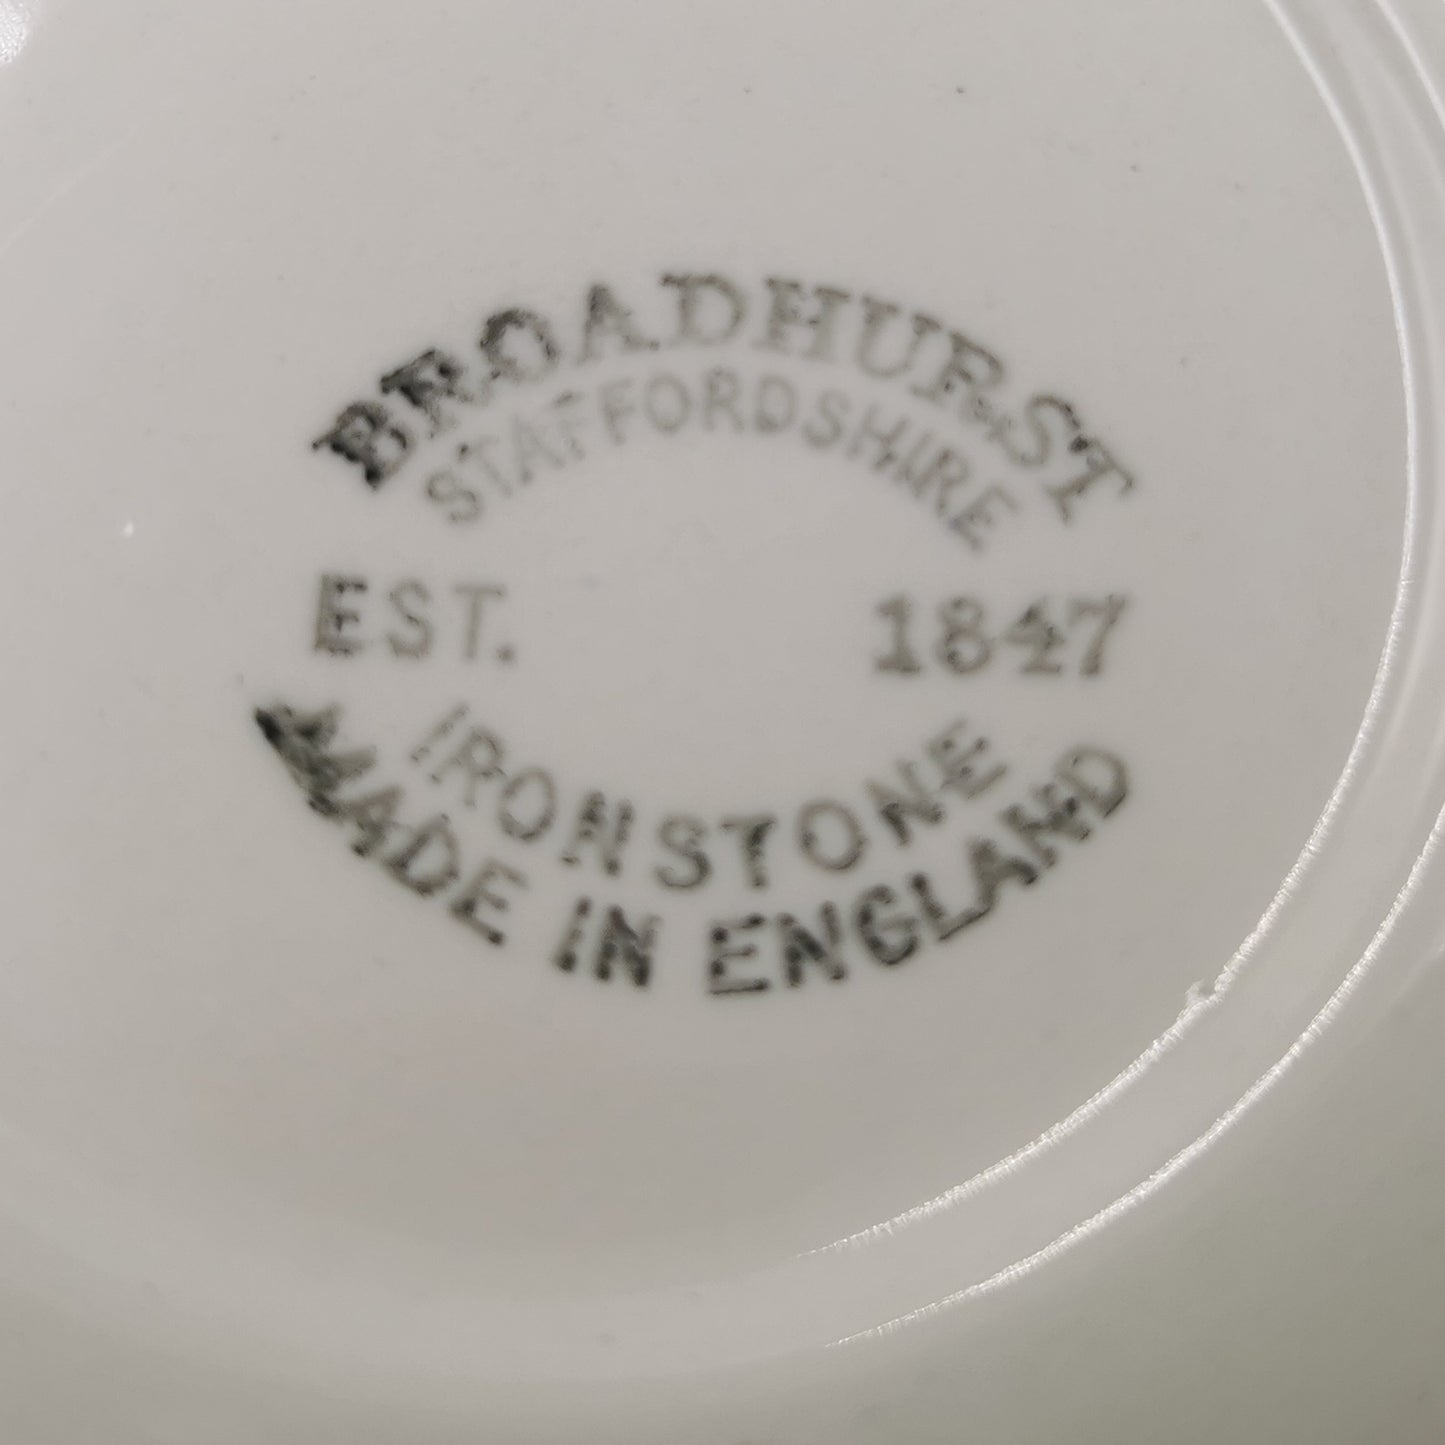 BROADHURST
STAFFORDSHIRE
EST. 1847
IRONSTONE
MADE IN ENGLAND